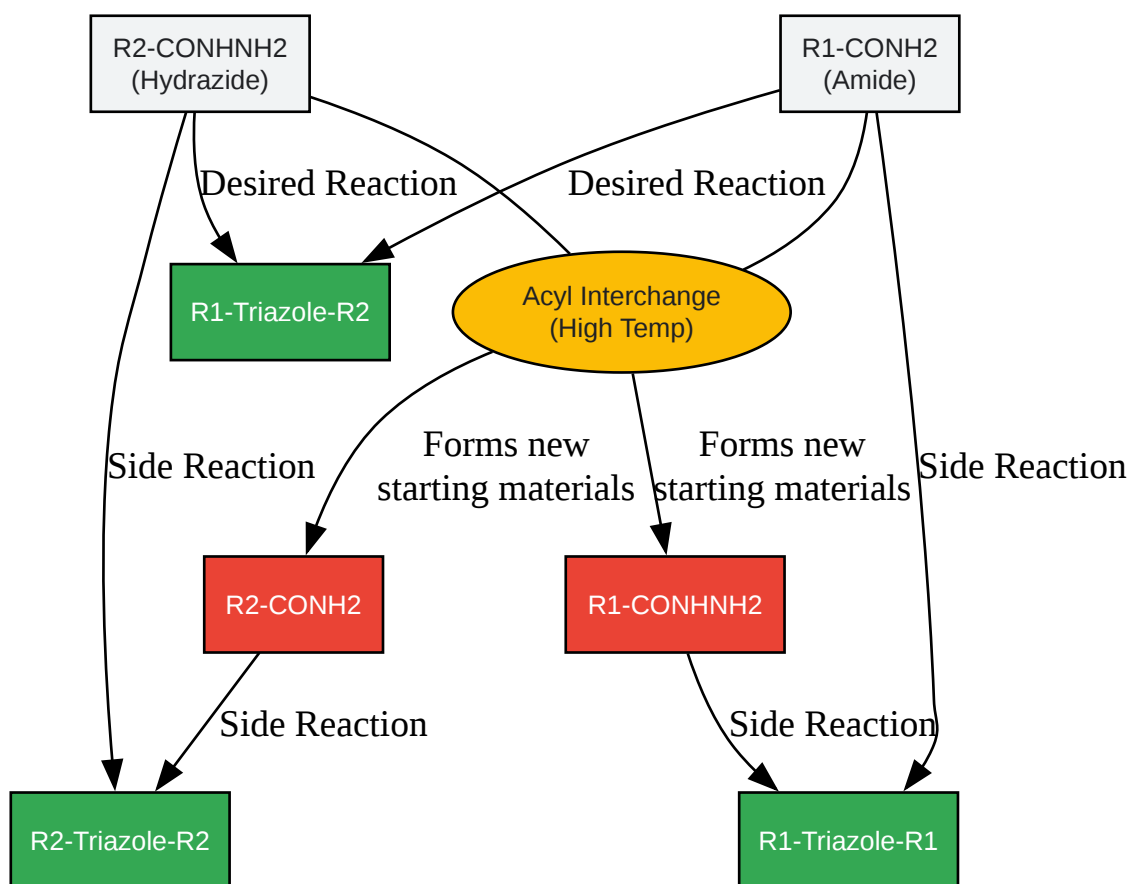 R2-CONHNH2
(Hydrazide)
R1-CONH2
(Amide)
Desired Reaction
Desired Reaction
R1-Triazole-R2
Acyl Interchange
(High Temp)
Side Reaction
Forms new
starting materials
Forms new
starting materials
Side Reaction
R2-CONH2
R1-CONHNH2
Side Reaction
Side Reaction
R2-Triazole-R2
R1-Triazole-R1